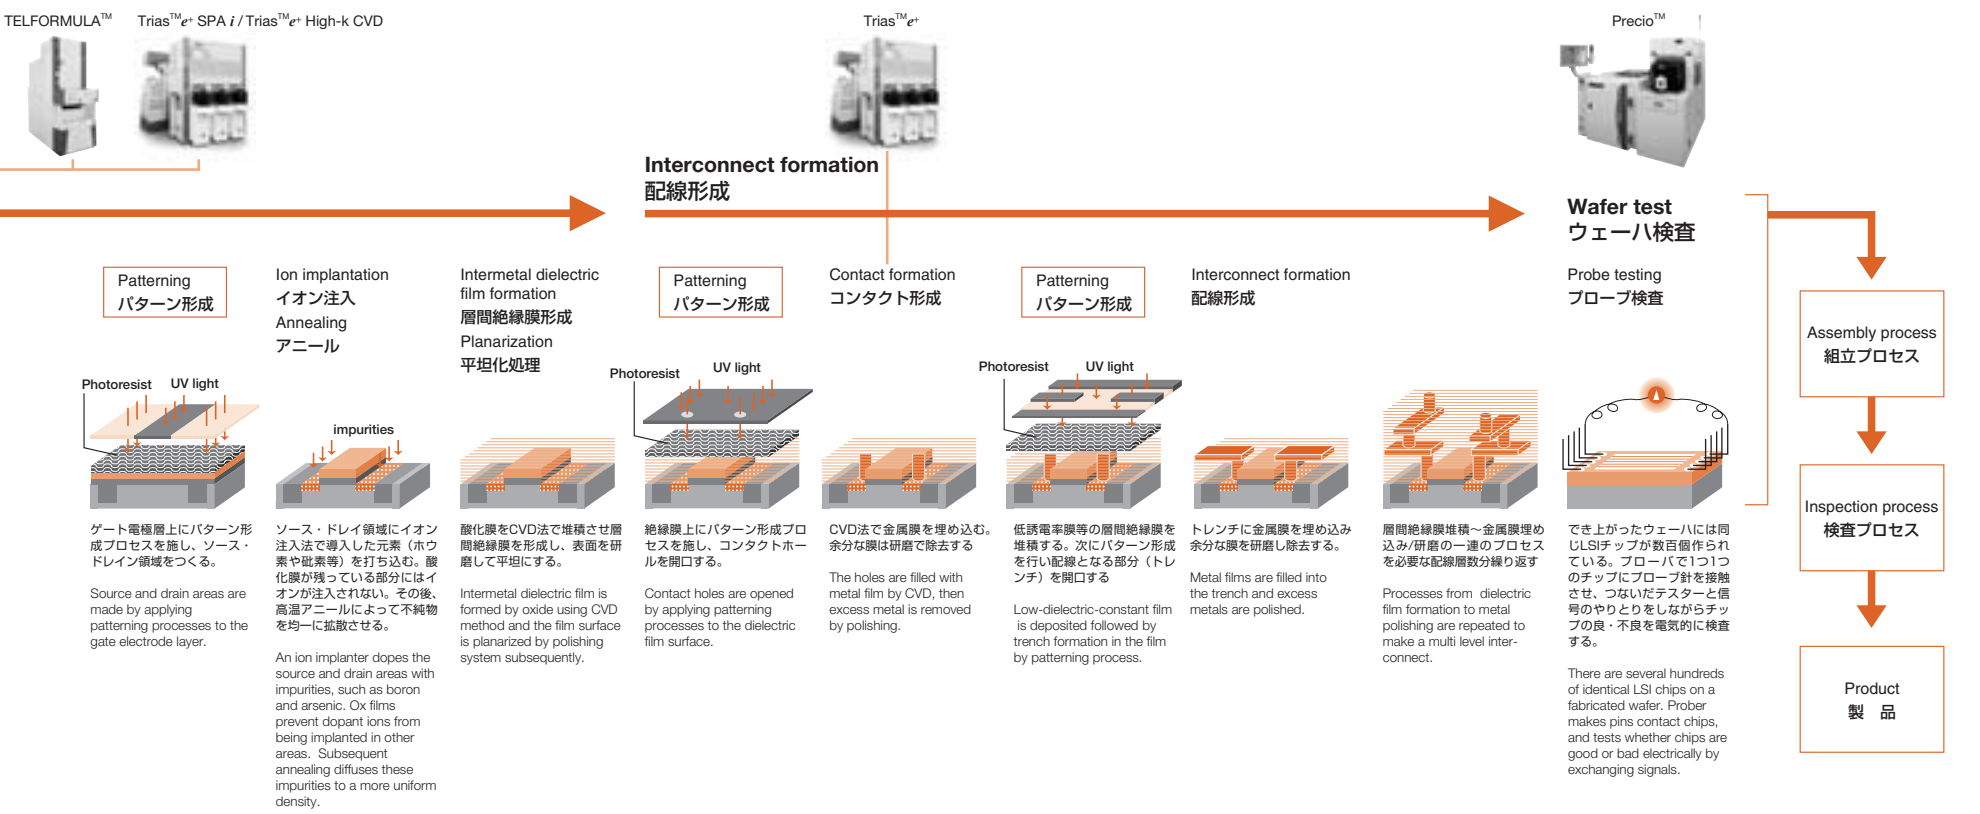 TELFORMULA™
Trias™e+ SPA i / Trias™e+ High-k CVD
Trias™e+
Precio™
Interconnect formation
配線形成
Wafer test
ウェーハ検査
Patterning
パターン形成
Ion implantation
イオン注入
Annealing
アニール
Intermetal dielectric
film formation
層間絶縁膜形成
Planarization
平坦化処理
Patterning
パターン形成
Contact formation
コンタクト形成
Patterning
パターン形成
Interconnect formation
配線形成
Probe testing
プローブ検査
Photoresist
UV light
impurities
Photoresist
UV light
Photoresist
UV light
ゲート電極層上にパターン形
成プロセスを施し、ソース・
ドレイン領域をつくる。
Source and drain areas are
made by applying
patterning processes to the
gate electrode layer.
ソース・ドレイ領域にイオン
注入法で導入した元素（ホウ
素や砒素等）を打ち込む。酸
化膜が残っている部分にはイ
オンが注入されない。その後、
高温アニールによって不純物
を均一に拡散させる。
An ion implanter dopes the
source and drain areas with
impurities, such as boron
and arsenic. Ox films
prevent dopant ions from
being implanted in other
areas.  Subsequent
annealing diffuses these
impurities to a more uniform
density.
酸化膜をCVD法で堆積させ層
間絶縁膜を形成し、表面を研
磨して平坦にする。
Intermetal dielectric film is
formed by oxide using CVD
method and the film surface
is planarized by polishing
system subsequently.
絶縁膜上にパターン形成プロ
セスを施し、コンタクトホー
ルを開口する。
Contact holes are opened
by applying patterning
processes to the dielectric
film surface.
CVD法で金属膜を埋め込む。
余分な膜は研磨で除去する
The holes are filled with
metal film by CVD, then
excess metal is removed
by polishing.
低誘電率膜等の層間絶縁膜を
堆積する。次にパターン形成
を行い配線となる部分（トレ
ンチ）を開口する
Low-dielectric-constant film
is deposited followed by
trench formation in the film
by patterning process.
トレンチに金属膜を埋め込み
余分な膜を研磨し除去する。
Metal films are filled into
the trench and excess
metals are polished.
層間絶縁膜堆積〜金属膜埋め
込み/研磨の一連のプロセス
を必要な配線層数分繰り返す
Processes from  dielectric
film formation to metal
polishing are repeated to
make a multi level inter-
connect.
でき上がったウェーハには同
じLSIチップが数百個作られ
ている。プローバで1つ1つ
のチップにプローブ針を接触
させ、つないだテスターと信
号のやりとりをしながらチッ
プの良・不良を電気的に検査
する。
There are several hundreds
of identical LSI chips on a
fabricated wafer. Prober
makes pins contact chips,
and tests whether chips are
good or bad electrically by
exchanging signals.
Assembly process
組立プロセス
Inspection process
検査プロセス
Product
製　品